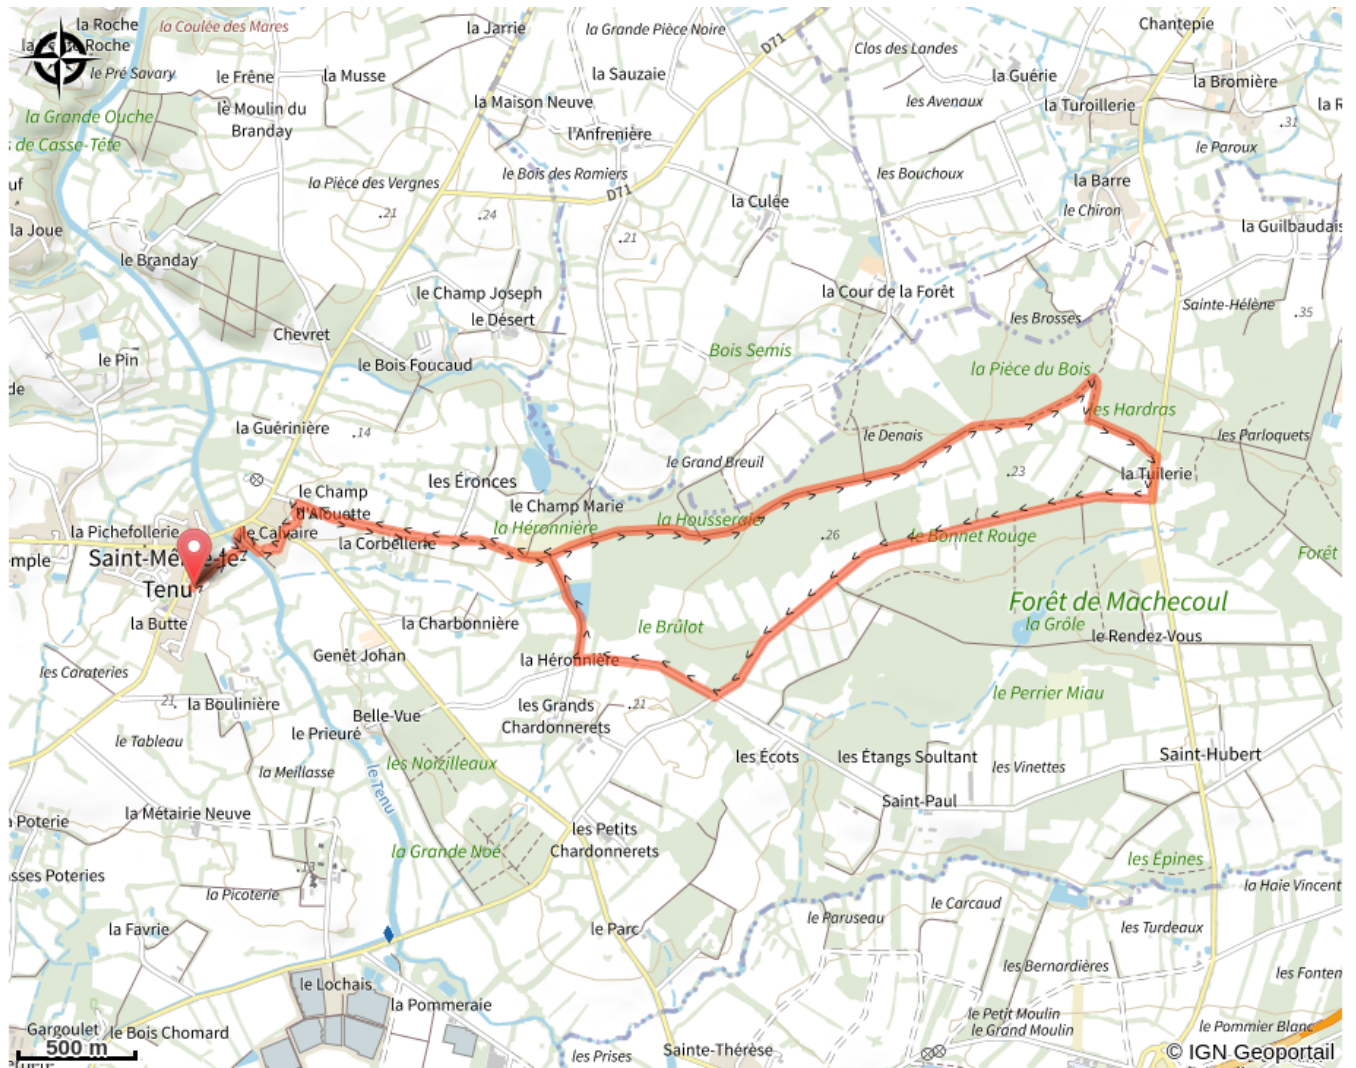 la Roche
la Coulée des Mares
la Jarrie
la Grande Pièce Noire
Chantepie
D71
Roche
le Pré Savary
le Frêne
la Musse
la Sauzaie
Clos des Landes
la Guérie
la Bromière
la Grande Ouche
le Moulin du
Branday
la Maison Neuve
les Avenaux
la Turoillerie
la R
31
de Casse-Tête
l'Anfrenière
le Paroux
uf
la Pièce des Vergnes
le Bois des Ramiers
D71
les Bouchoux
la Barre
21
24
la Culée
le Chiron
la Joue
21
la Guilbaudais
le Branday
le Champ Joseph
la Cour de la Forêt
Sainte-Hélène
35
le Désert
les Brosses
Chevret
le Pin
le Bois Foucaud
Bois Semis
la Pièce du Bois
de
la Guérinière
14
le Denais
les Hardras
les Parloquets
le Grand Breuil
23
la Tuilerie
les Éronces
le Champ
d'Alouette
le Champ Marie
la Héronnière
la Housseraie
la Pichefollerie
le Calvaire
la Corbellerie
26
le Bonnet Rouge
Forêt
emple
Saint-Même-le-
Tenu
la Butte
la Charbonnière
le Brûlot
Forêt de Machecoul
la Grôle
le Rendez-Vous
Genêt Johan
la Héronnière
les Carateries
21
la Boulinière
les Grands
Chardonnerets
21
le Perrier Miau
Belle-Vue
le Prieuré
le Tableau
les Noizilleaux
les Écots
les Étangs Soultant
les Vinettes
Saint-Hubert
la Meillasse
le Tenu
Saint-Paul
la Métairie Neuve
a Poterie
les Petits
Chardonnerets
la Grande Noë
les Épines
13
asses Poteries
la Picoterie
la Haie Vincent
le Carcaud
le Paruseau
la Favrie
le Parc
les Turdeaux
les Bernardières
les Fonten
le Lochais
la Pommeraie
le Petit Moulin
le Grand Moulin
le Pommier Blanc
Gargoulet
le Bois Chomard
500 m
les Prises
Sainte-Thérèse
© IGN Geoportail